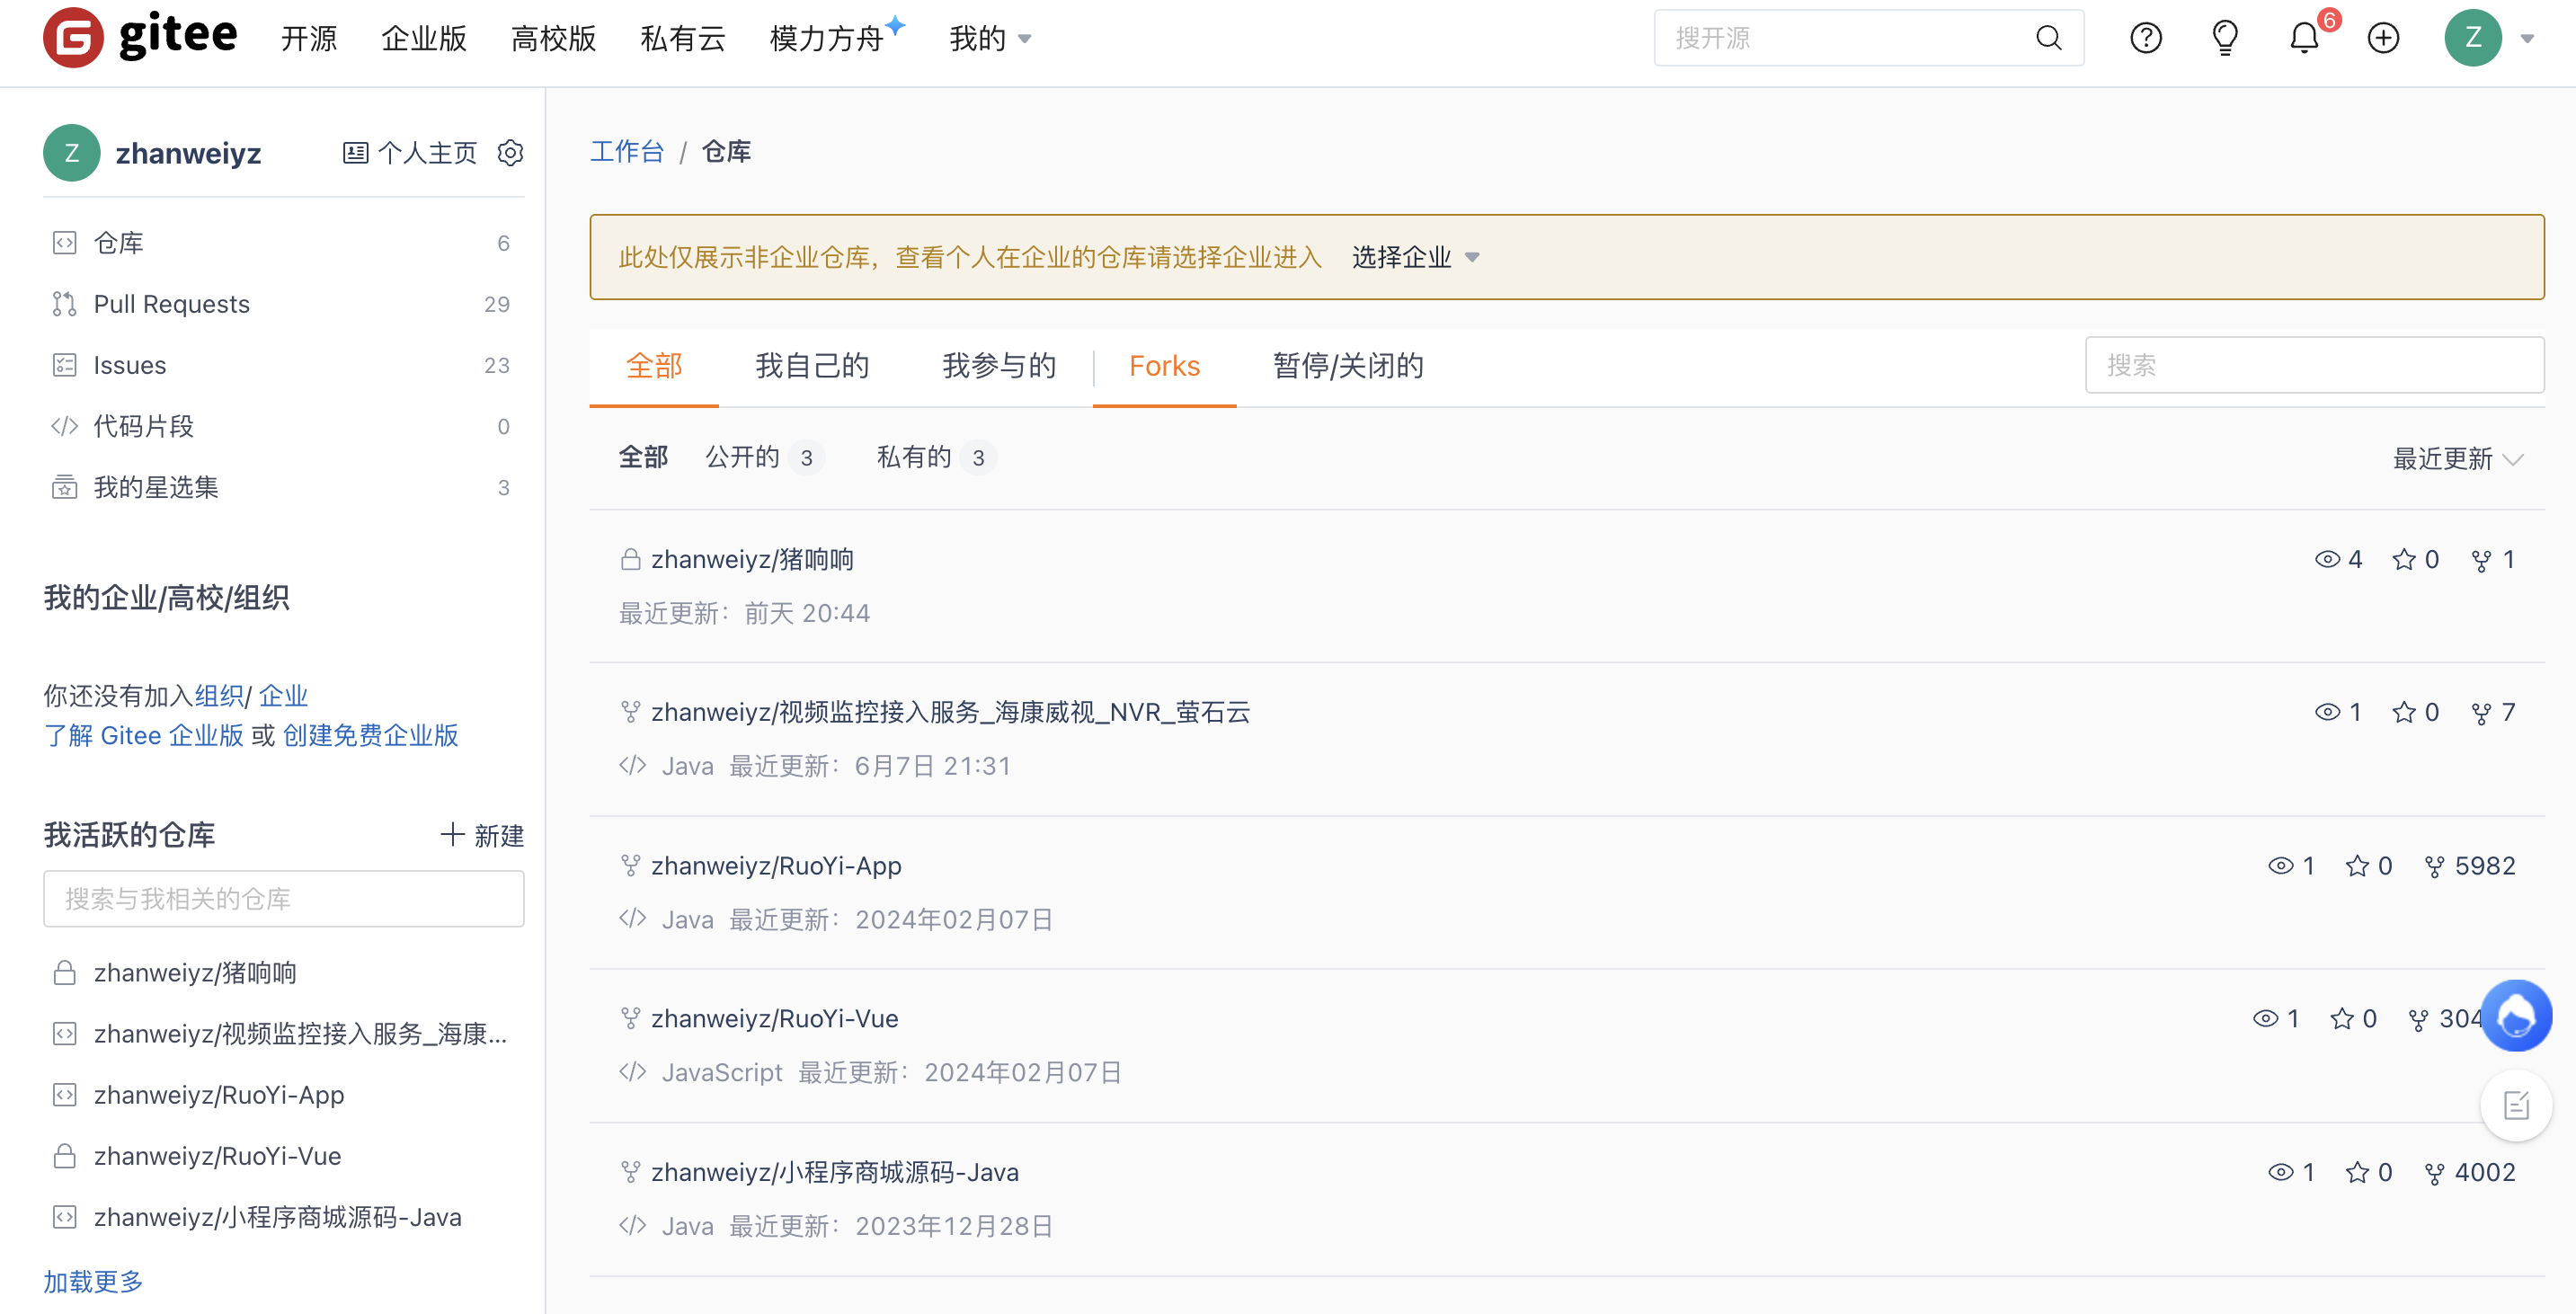 gitee 开源 企业版 高校版 私有云 模力方舟 我的 搜开源 6 Z
Z zhanweiyz 个人主页
仓库 6
Pull Requests 29
Issues 23
代码片段 0
我的星选集 3
我的企业/高校/组织
你还没有加入组织/ 企业
了解 Gitee 企业版 或 创建免费企业版
我活跃的仓库 新建
搜索与我相关的仓库
zhanweiyz/猪响响
zhanweiyz/视频监控接入服务_海康...
zhanweiyz/RuoYi-App
zhanweiyz/RuoYi-Vue
zhanweiyz/小程序商城源码-Java
加载更多
工作台 / 仓库
此处仅展示非企业仓库，查看个人在企业的仓库请选择企业进入 选择企业
全部 我自己的 我参与的 Forks 暂停/关闭的 搜索
全部 公开的 3 私有的 3 最近更新
zhanweiyz/猪响响 4 0 1
最近更新：前天 20:44
zhanweiyz/视频监控接入服务_海康威视_NVR_萤石云 1 0 7
Java 最近更新：6月7日 21:31
zhanweiyz/RuoYi-App 1 0 5982
Java 最近更新：2024年02月07日
zhanweiyz/RuoYi-Vue 1 0 304
JavaScript 最近更新：2024年02月07日
zhanweiyz/小程序商城源码-Java 1 0 4002
Java 最近更新：2023年12月28日